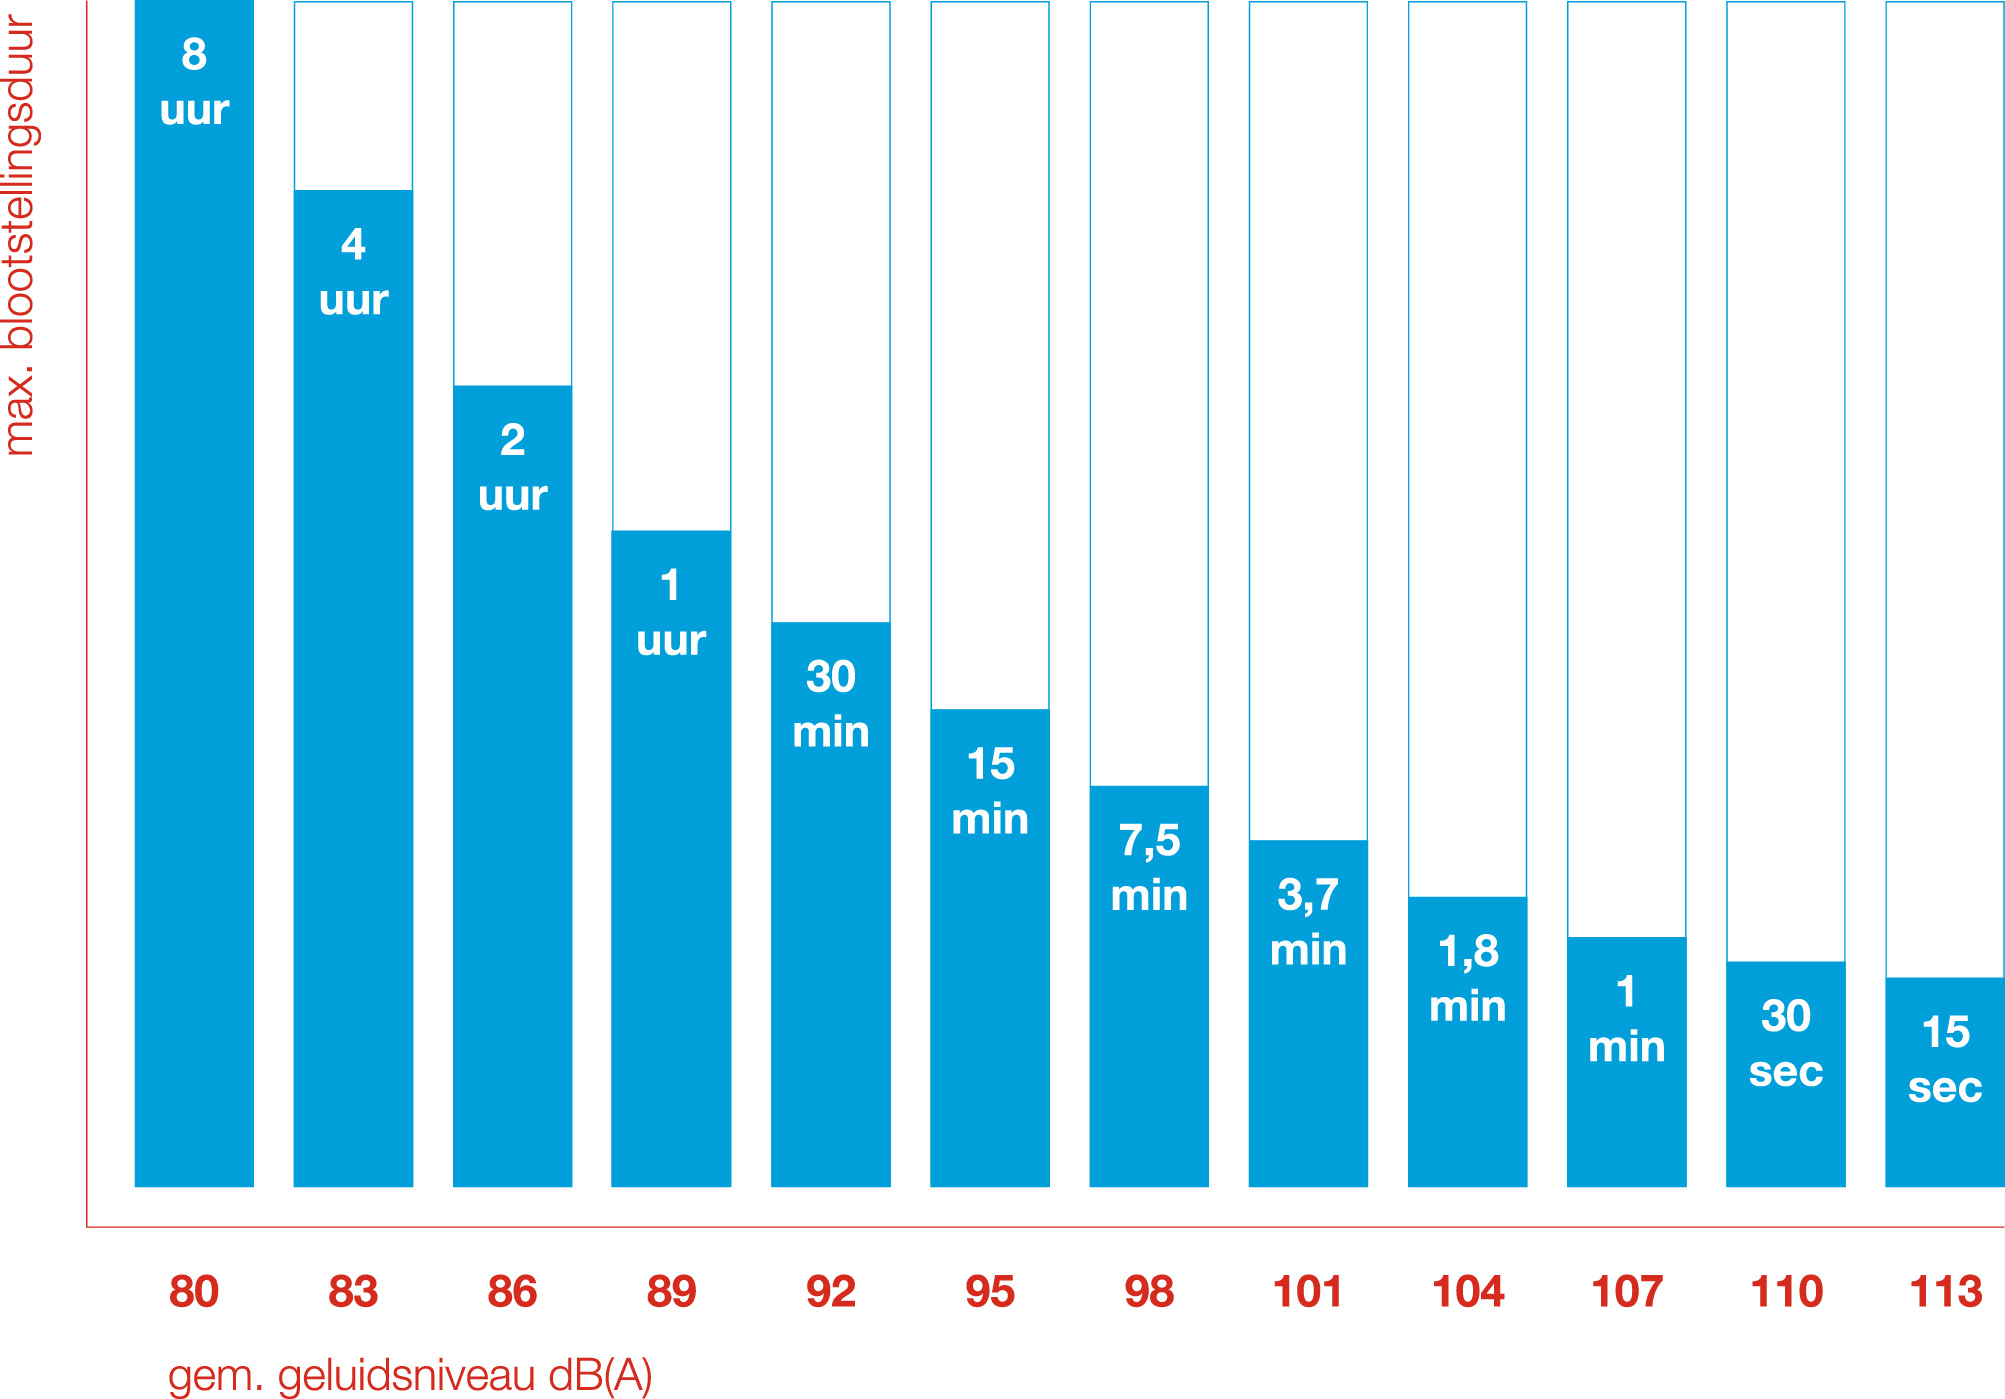 max. blootstellingsduur
8
uur
4
uur
2
uur
1
uur
30
min
15
min
7,5
min
3,7
min
1,8
min
1
min
30
sec
15
sec
80 83 86 89 92 95 98 101 104 107 110 113
gem. geluidsniveau dB(A)